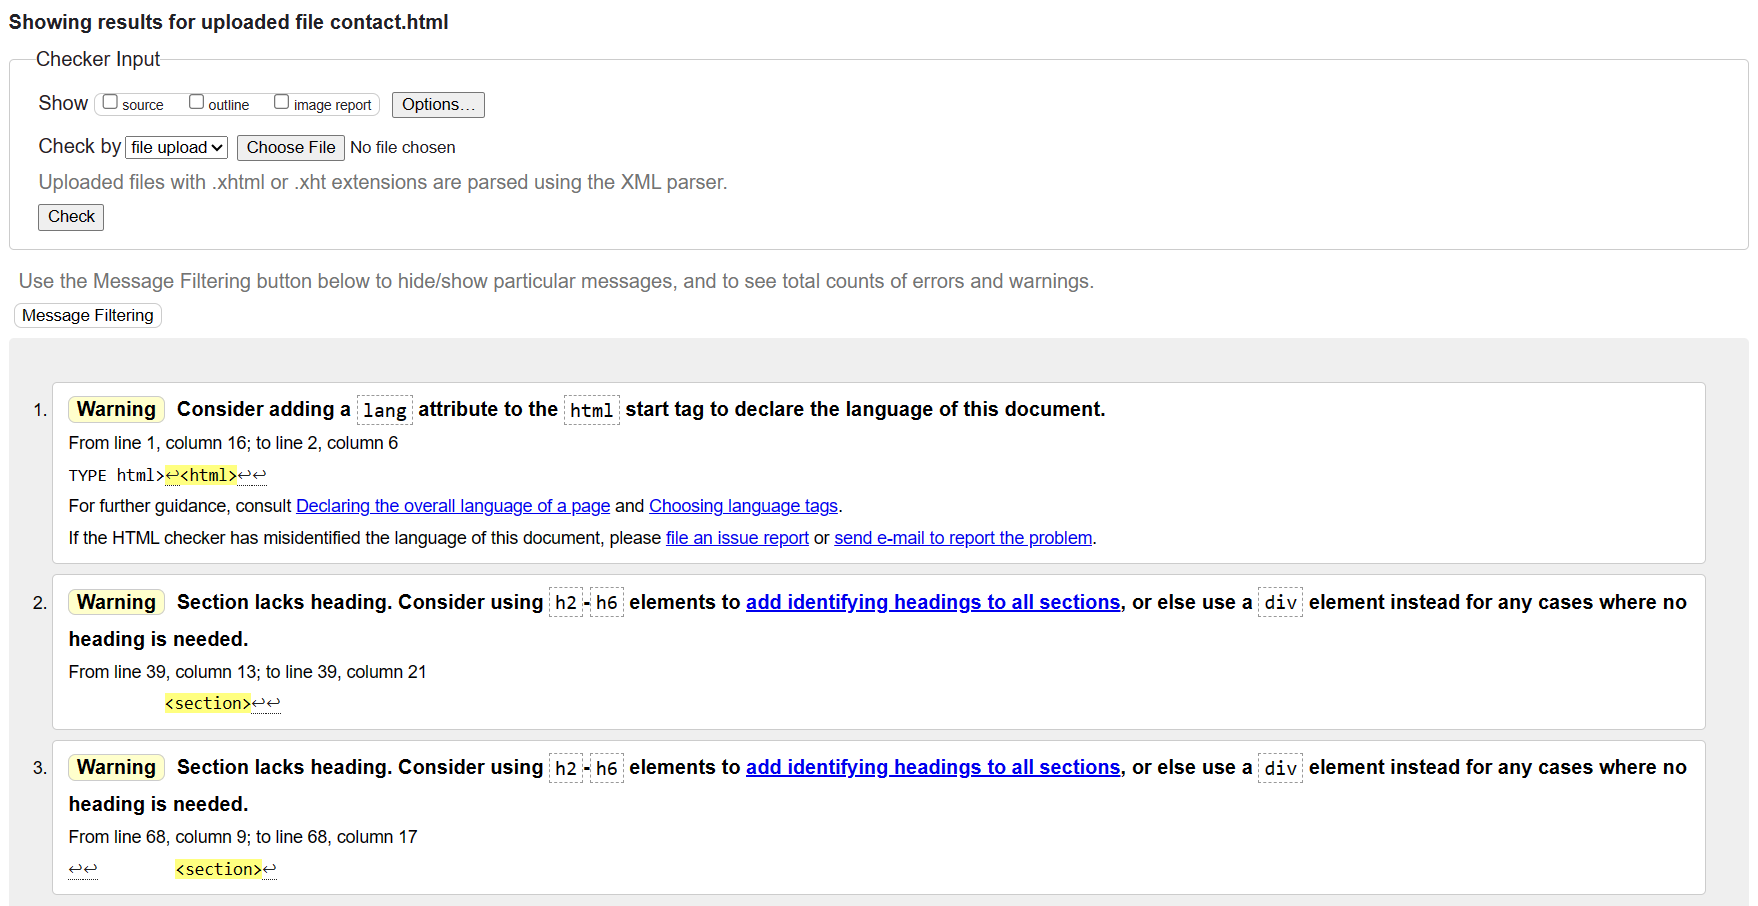 Showing results for uploaded file contact.html
Checker Input
Show source outline image report Options...
Check by file upload Choose File No file chosen
Uploaded files with .xhtml or .xht extensions are parsed using the XML parser.
Check
Use the Message Filtering button below to hide/show particular messages, and to see total counts of errors and warnings.
Message Filtering
1. Warning Consider adding a lang attribute to the html start tag to declare the language of this document.
From line 1, column 16; to line 2, column 6
TYPE html>↩<html>↩↩
For further guidance, consult Declaring the overall language of a page and Choosing language tags.
If the HTML checker has misidentified the language of this document, please file an issue report or send e-mail to report the problem.
2. Warning Section lacks heading. Consider using h2-h6 elements to add identifying headings to all sections, or else use a div element instead for any cases where no
heading is needed.
From line 39, column 13; to line 39, column 21
<section>↩↩
3. Warning Section lacks heading. Consider using h2-h6 elements to add identifying headings to all sections, or else use a div element instead for any cases where no
heading is needed.
From line 68, column 9; to line 68, column 17
↩↩ <section>↩